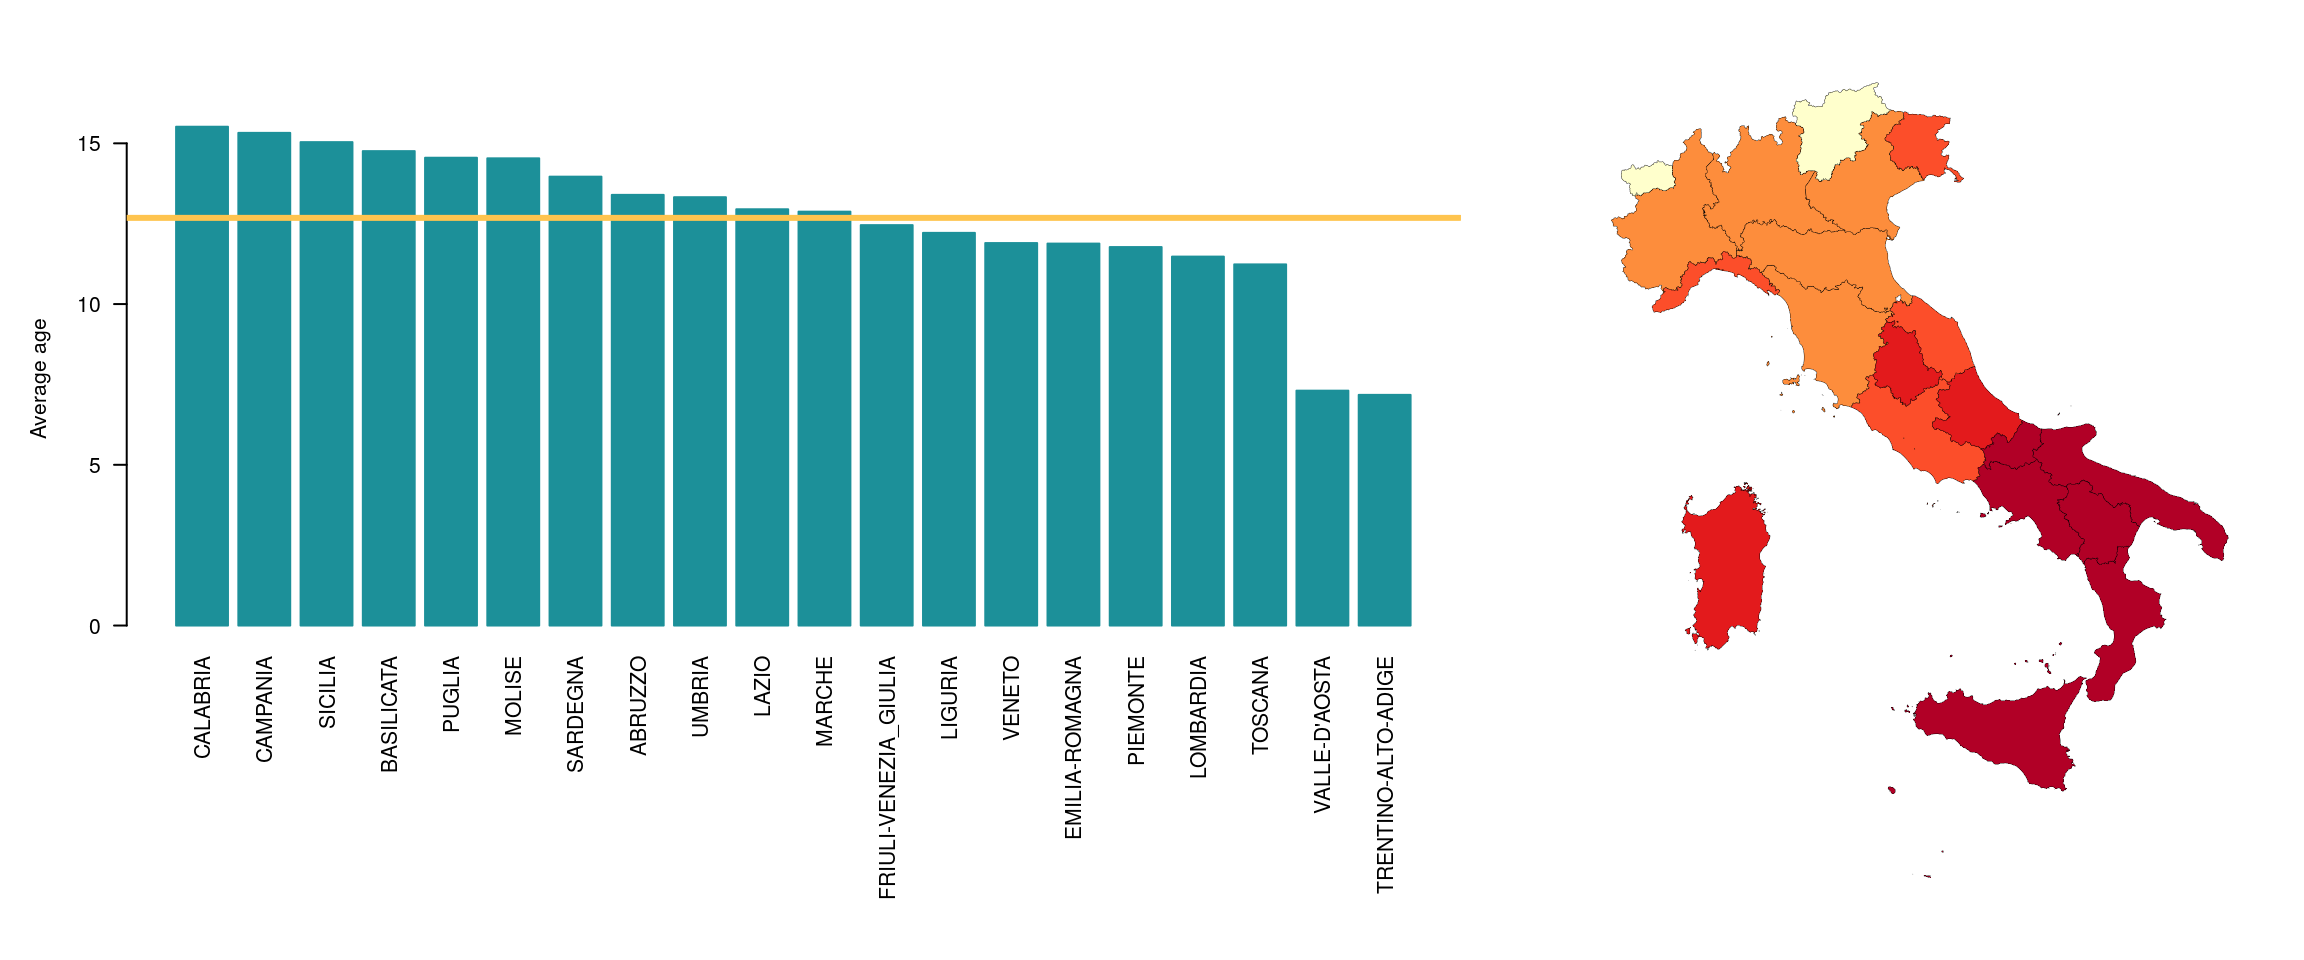 Average age
15
10
5
0
CALABRIA
CAMPANIA
SICILIA
BASILICATA
PUGLIA
MOLISE
SARDEGNA
ABRUZZO
UMBRIA
LAZIO
MARCHE
FRIULI-VENEZIA_GIULIA
LIGURIA
VENETO
EMILIA-ROMAGNA
PIEMONTE
LOMBARDIA
TOSCANA
VALLE-D'AOSTA
TRENTINO-ALTO-ADIGE